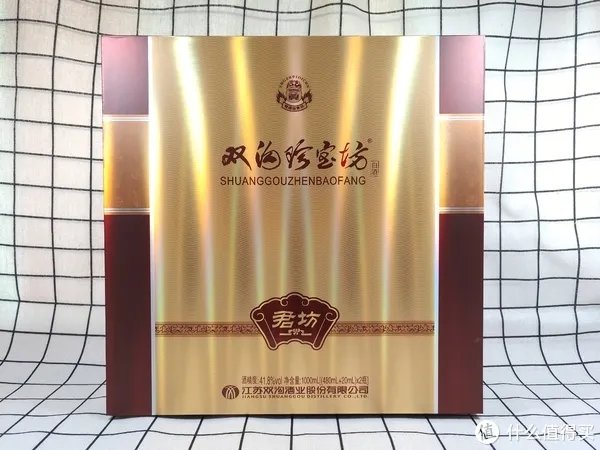 双沟珍宝坊®
白酒
SHUANGGOUZHENBAOFANG
君坊
酒精度:41.8%vol 净含量:1000mL(480mL+20mL)x2瓶
江苏双沟酒业股份有限公司
JIANGSU SHUANGGOU DISTILLERY CO.,LTD.
值 什么值得买